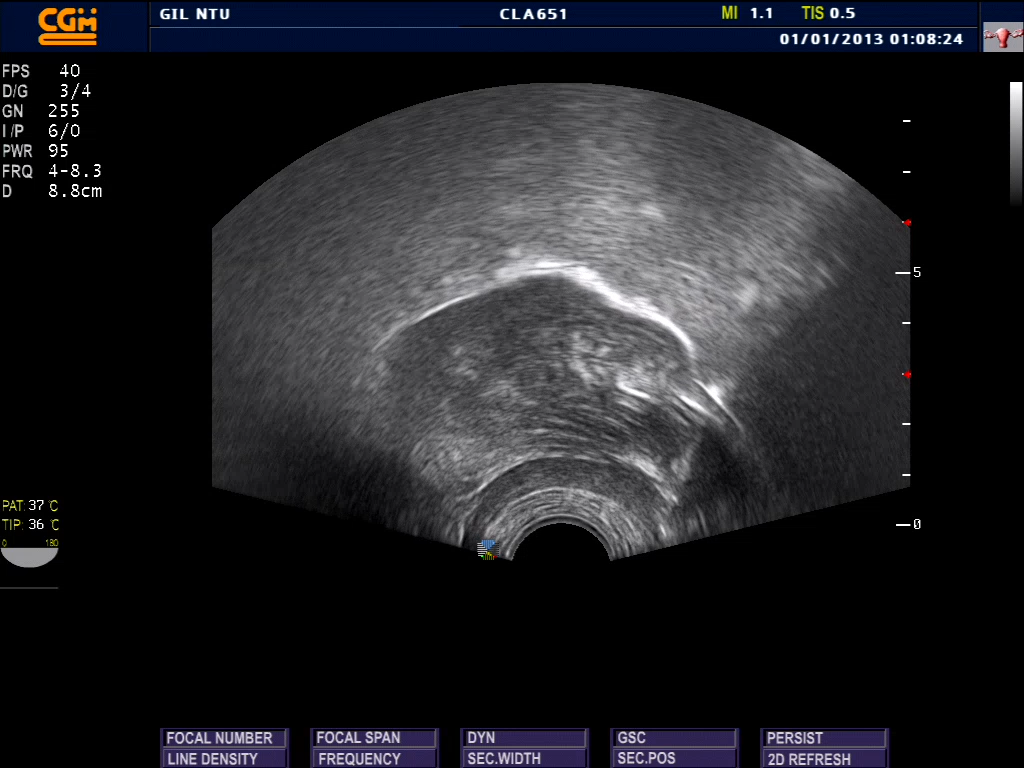 CGM
GIL NTU CLA651 MI 1.1 TIS 0.5
01/01/2013 01:08:24
FPS 40
D/G 3/4
GN 255
I/P 6/0
PWR 95
FRQ 4-8.3
D 8.8cm
5
PAT: 37 °C
TIP: 36 °C
0 180
0
FOCAL NUMBER FOCAL SPAN DYN GSC PERSIST
LINE DENSITY FREQUENCY SEC.WIDTH SEC.POS 2D REFRESH